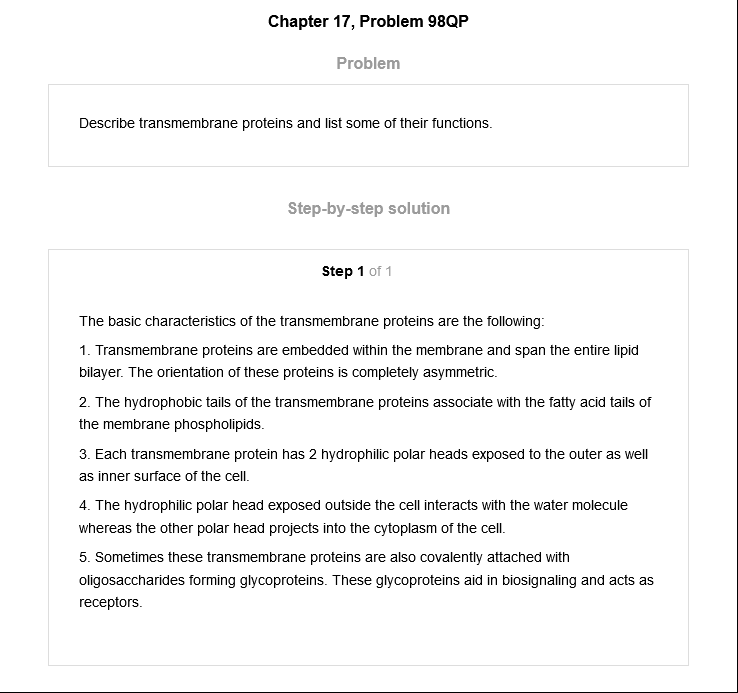 Chapter 17, Problem 98QP
Problem
Describe transmembrane proteins and list some of their functions.
Step-by-step solution
Step 1 of 1
The basic characteristics of the transmembrane proteins are the following:
1. Transmembrane proteins are embedded within the membrane and span the entire lipid
bilayer. The orientation of these proteins is completely asymmetric.
2. The hydrophobic tails of the transmembrane proteins associate with the fatty acid tails of
the membrane phospholipids.
3. Each transmembrane protein has 2 hydrophilic polar heads exposed to the outer as well
as inner surface of the cell.
4. The hydrophilic polar head exposed outside the cell interacts with the water molecule
whereas the other polar head projects into the cytoplasm of the cell.
5. Sometimes these transmembrane proteins are also covalently attached with
oligosaccharides forming glycoproteins. These glycoproteins aid in biosignaling and acts as
receptors.